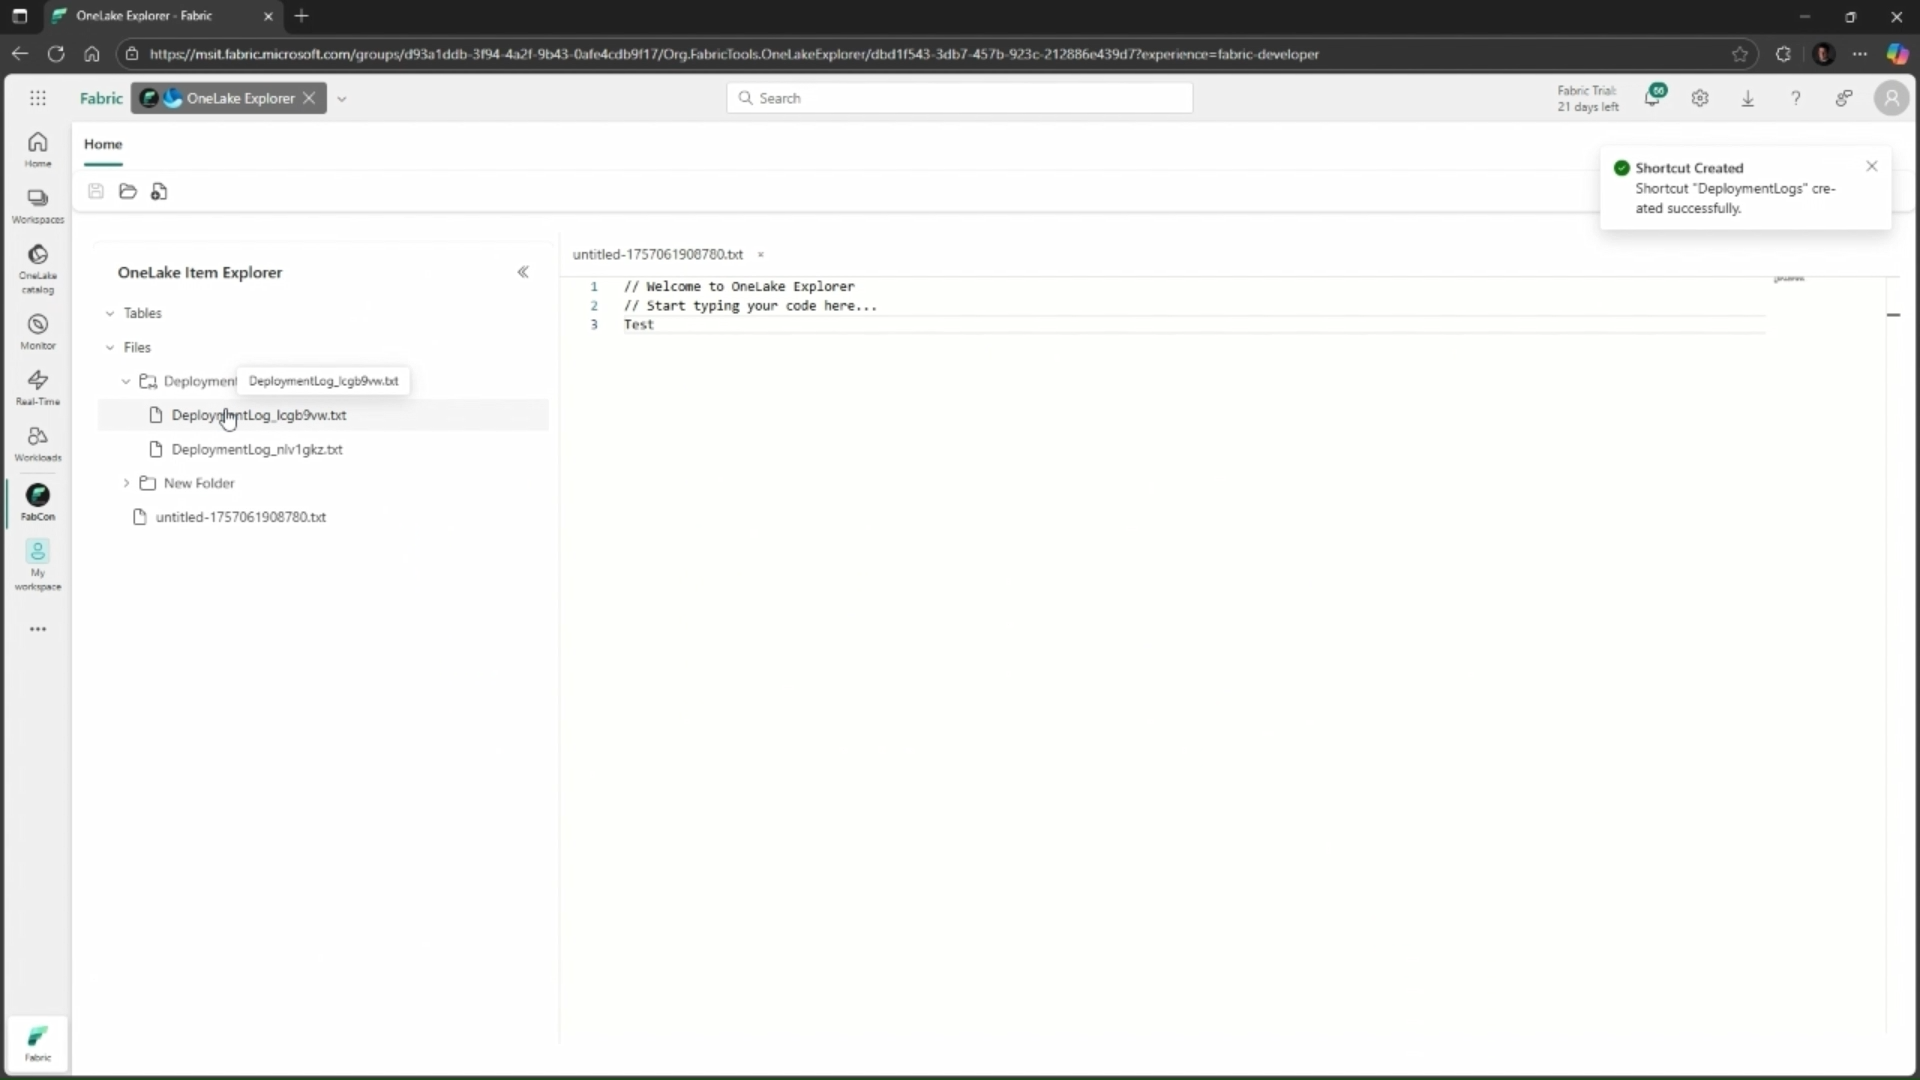 OneLake Explorer - Fabric
https://msit.fabric.microsoft.com/groups/d93a1ddb-3f94-4a2f-9b43-0afe4cdb9f17/Org.FabricTools.OneLakeExplorer/dbd1f543-3db7-457b-923c-212886e439d7?experience=fabric-developer
Fabric
OneLake Explorer
Search
Fabric Trial:
21 days left
66
Home
Workspaces
OneLake
catalog
Monitor
Real-Time
Workloads
FabCon
My
workspace
Fabric
Home
Shortcut Created
Shortcut "DeploymentLogs" cre-
ated successfully.
OneLake Item Explorer
Tables
Files
Deployment
DeploymentLog_lcgb9vw.txt
DeploymentLog_lcgb9vw.txt
DeploymentLog_nlv1gkz.txt
New Folder
untitled-1757061908780.txt
untitled-1757061908780.txt
1 // Welcome to OneLake Explorer
2 // Start typing your code here...
3 Test